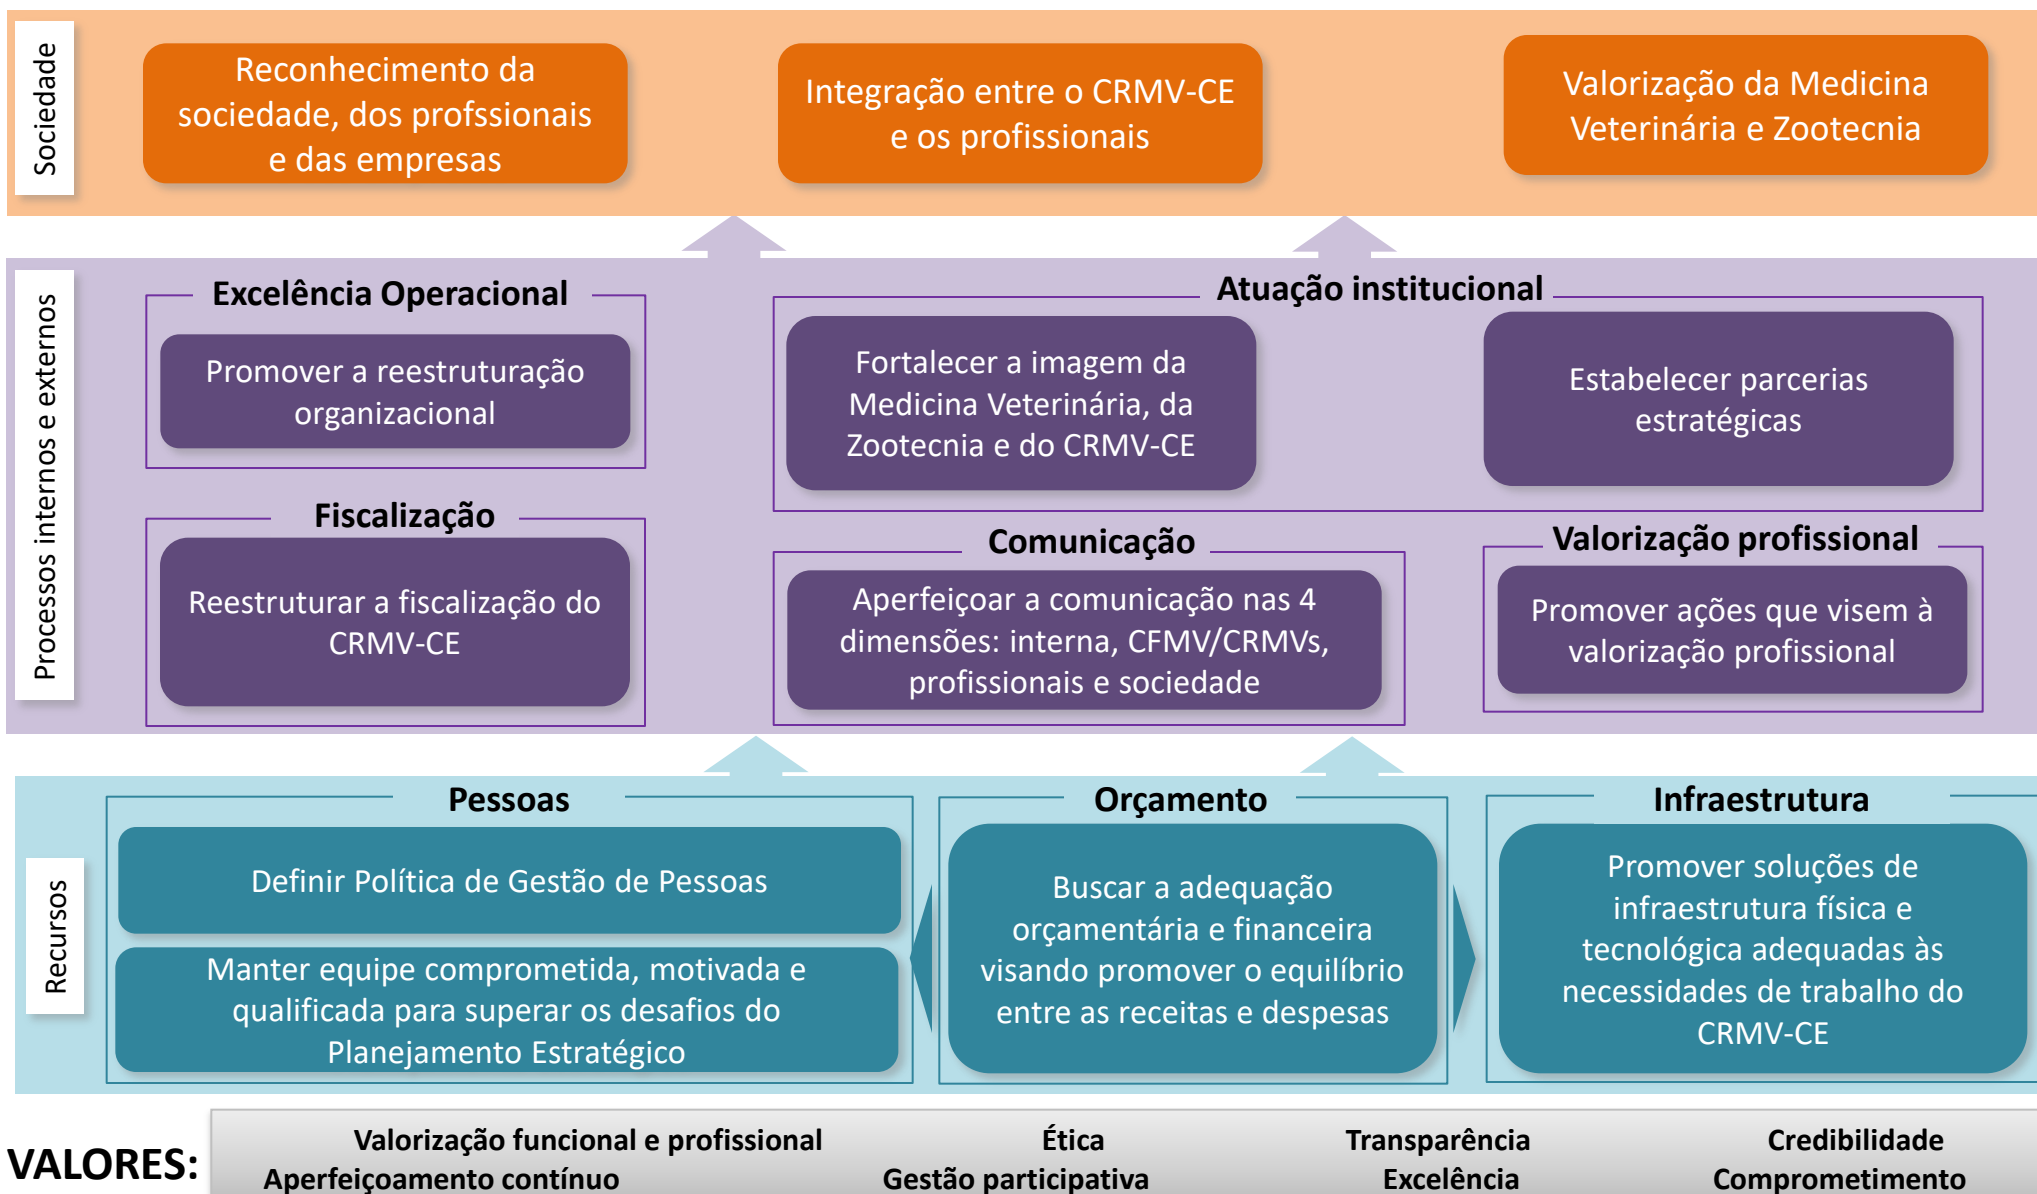 Sociedade
Reconhecimento da
sociedade, dos profssionais
e das empresas
Integração entre o CRMV-CE
e os profissionais
Valorização da Medicina
Veterinária e Zootecnia
Processos internos e externos
Excelência Operacional
Promover a reestruturação
organizacional
Atuação institucional
Fortalecer a imagem da
Medicina Veterinária, da
Zootecnia e do CRMV-CE
Estabelecer parcerias
estratégicas
Fiscalização
Reestruturar a fiscalização do
CRMV-CE
Comunicação
Aperfeiçoar a comunicação nas 4
dimensões: interna, CFMV/CRMVs,
profissionais e sociedade
Valorização profissional
Promover ações que visem à
valorização profissional
Recursos
Pessoas
Definir Política de Gestão de Pessoas
Manter equipe comprometida, motivada e
qualificada para superar os desafios do
Planejamento Estratégico
Orçamento
Buscar a adequação
orçamentária e financeira
visando promover o equilíbrio
entre as receitas e despesas
Infraestrutura
Promover soluções de
infraestrutura física e
tecnológica adequadas às
necessidades de trabalho do
CRMV-CE
VALORES:
Valorização funcional e profissional Ética Transparência Credibilidade
Aperfeiçoamento contínuo Gestão participativa Excelência Comprometimento